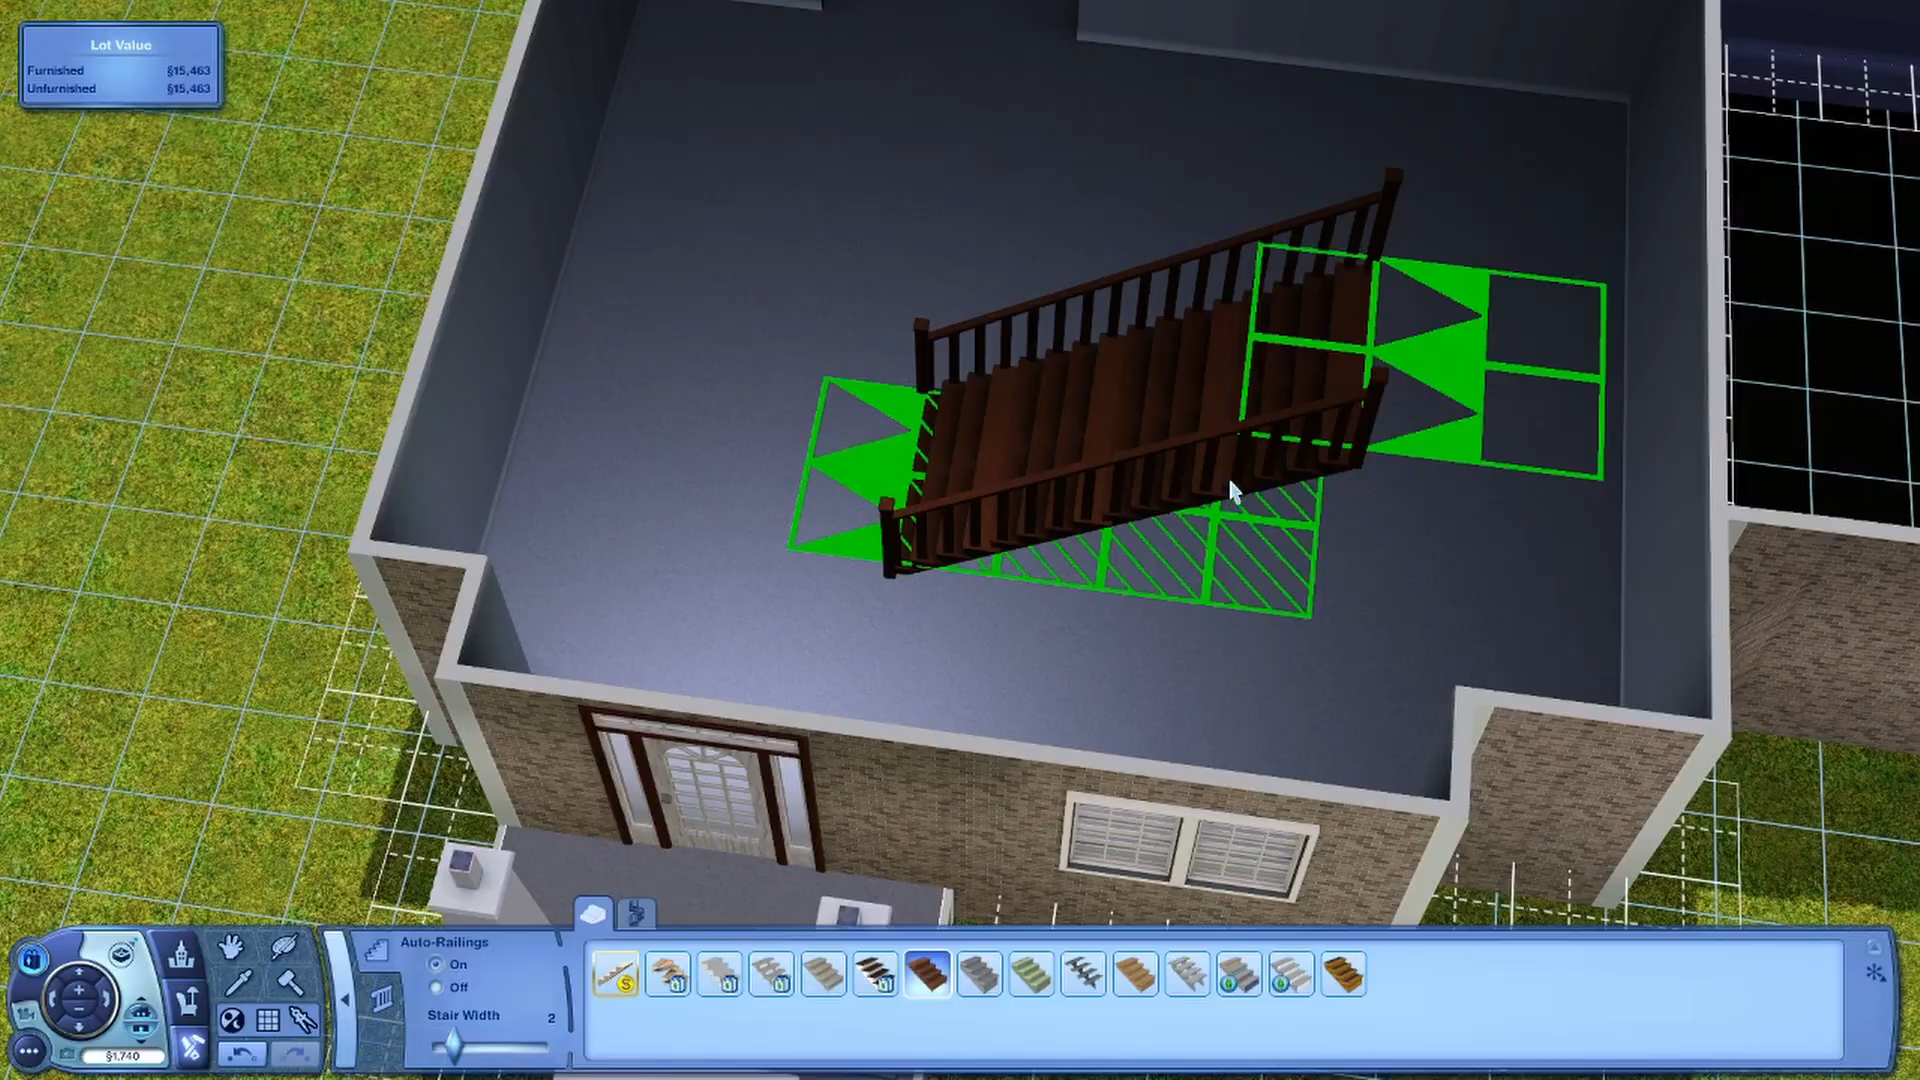 Lot Value
Furnished §15,463
Unfurnished §15,463
Auto-Railings
On
Off
Stair Width 2
§1,740